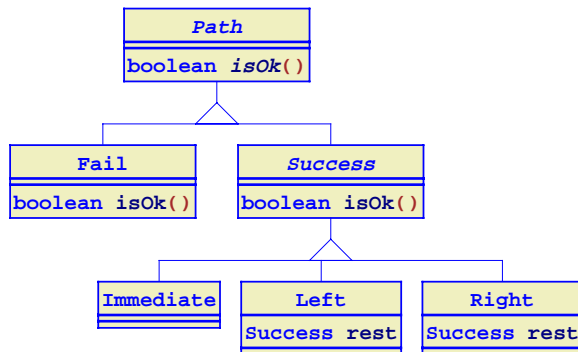 Path
boolean isOk()
Fail
Success
boolean isOk()
boolean isOk()
Immediate
Left
Right
Success rest
Success rest